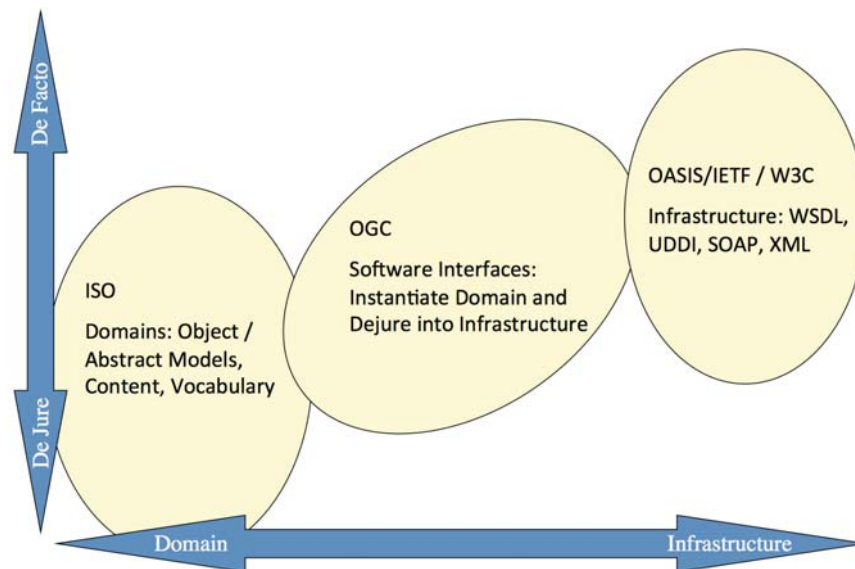 De Facto
De Jure
ISO
Domains: Object /
Abstract Models,
Content, Vocabulary
OGC
Software Interfaces:
Instantiate Domain and
Dejure into Infrastructure
OASIS/IETF / W3C
Infrastructure: WSDL,
UDDI, SOAP, XML
Domain
Infrastructure